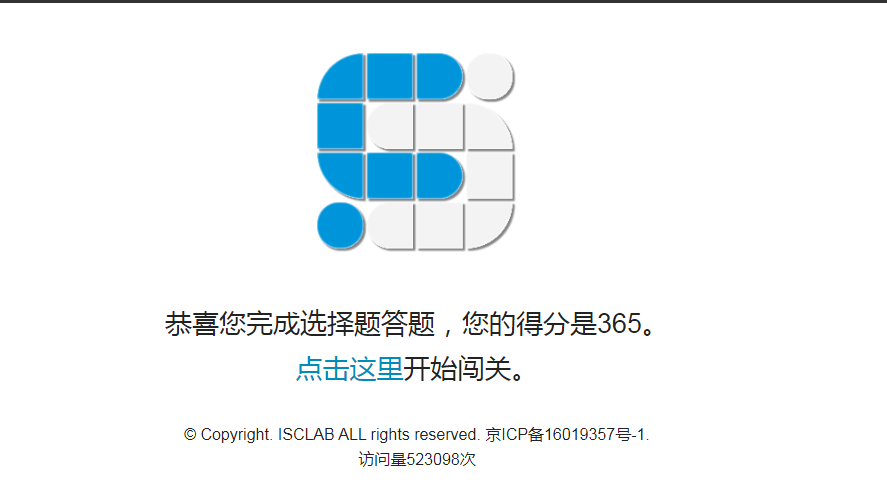 恭喜您完成选择题答题，您的得分是365。
点击这里开始闯关。
© Copyright. ISCLAB ALL rights reserved. 京ICP备16019357号-1.
访问量523098次